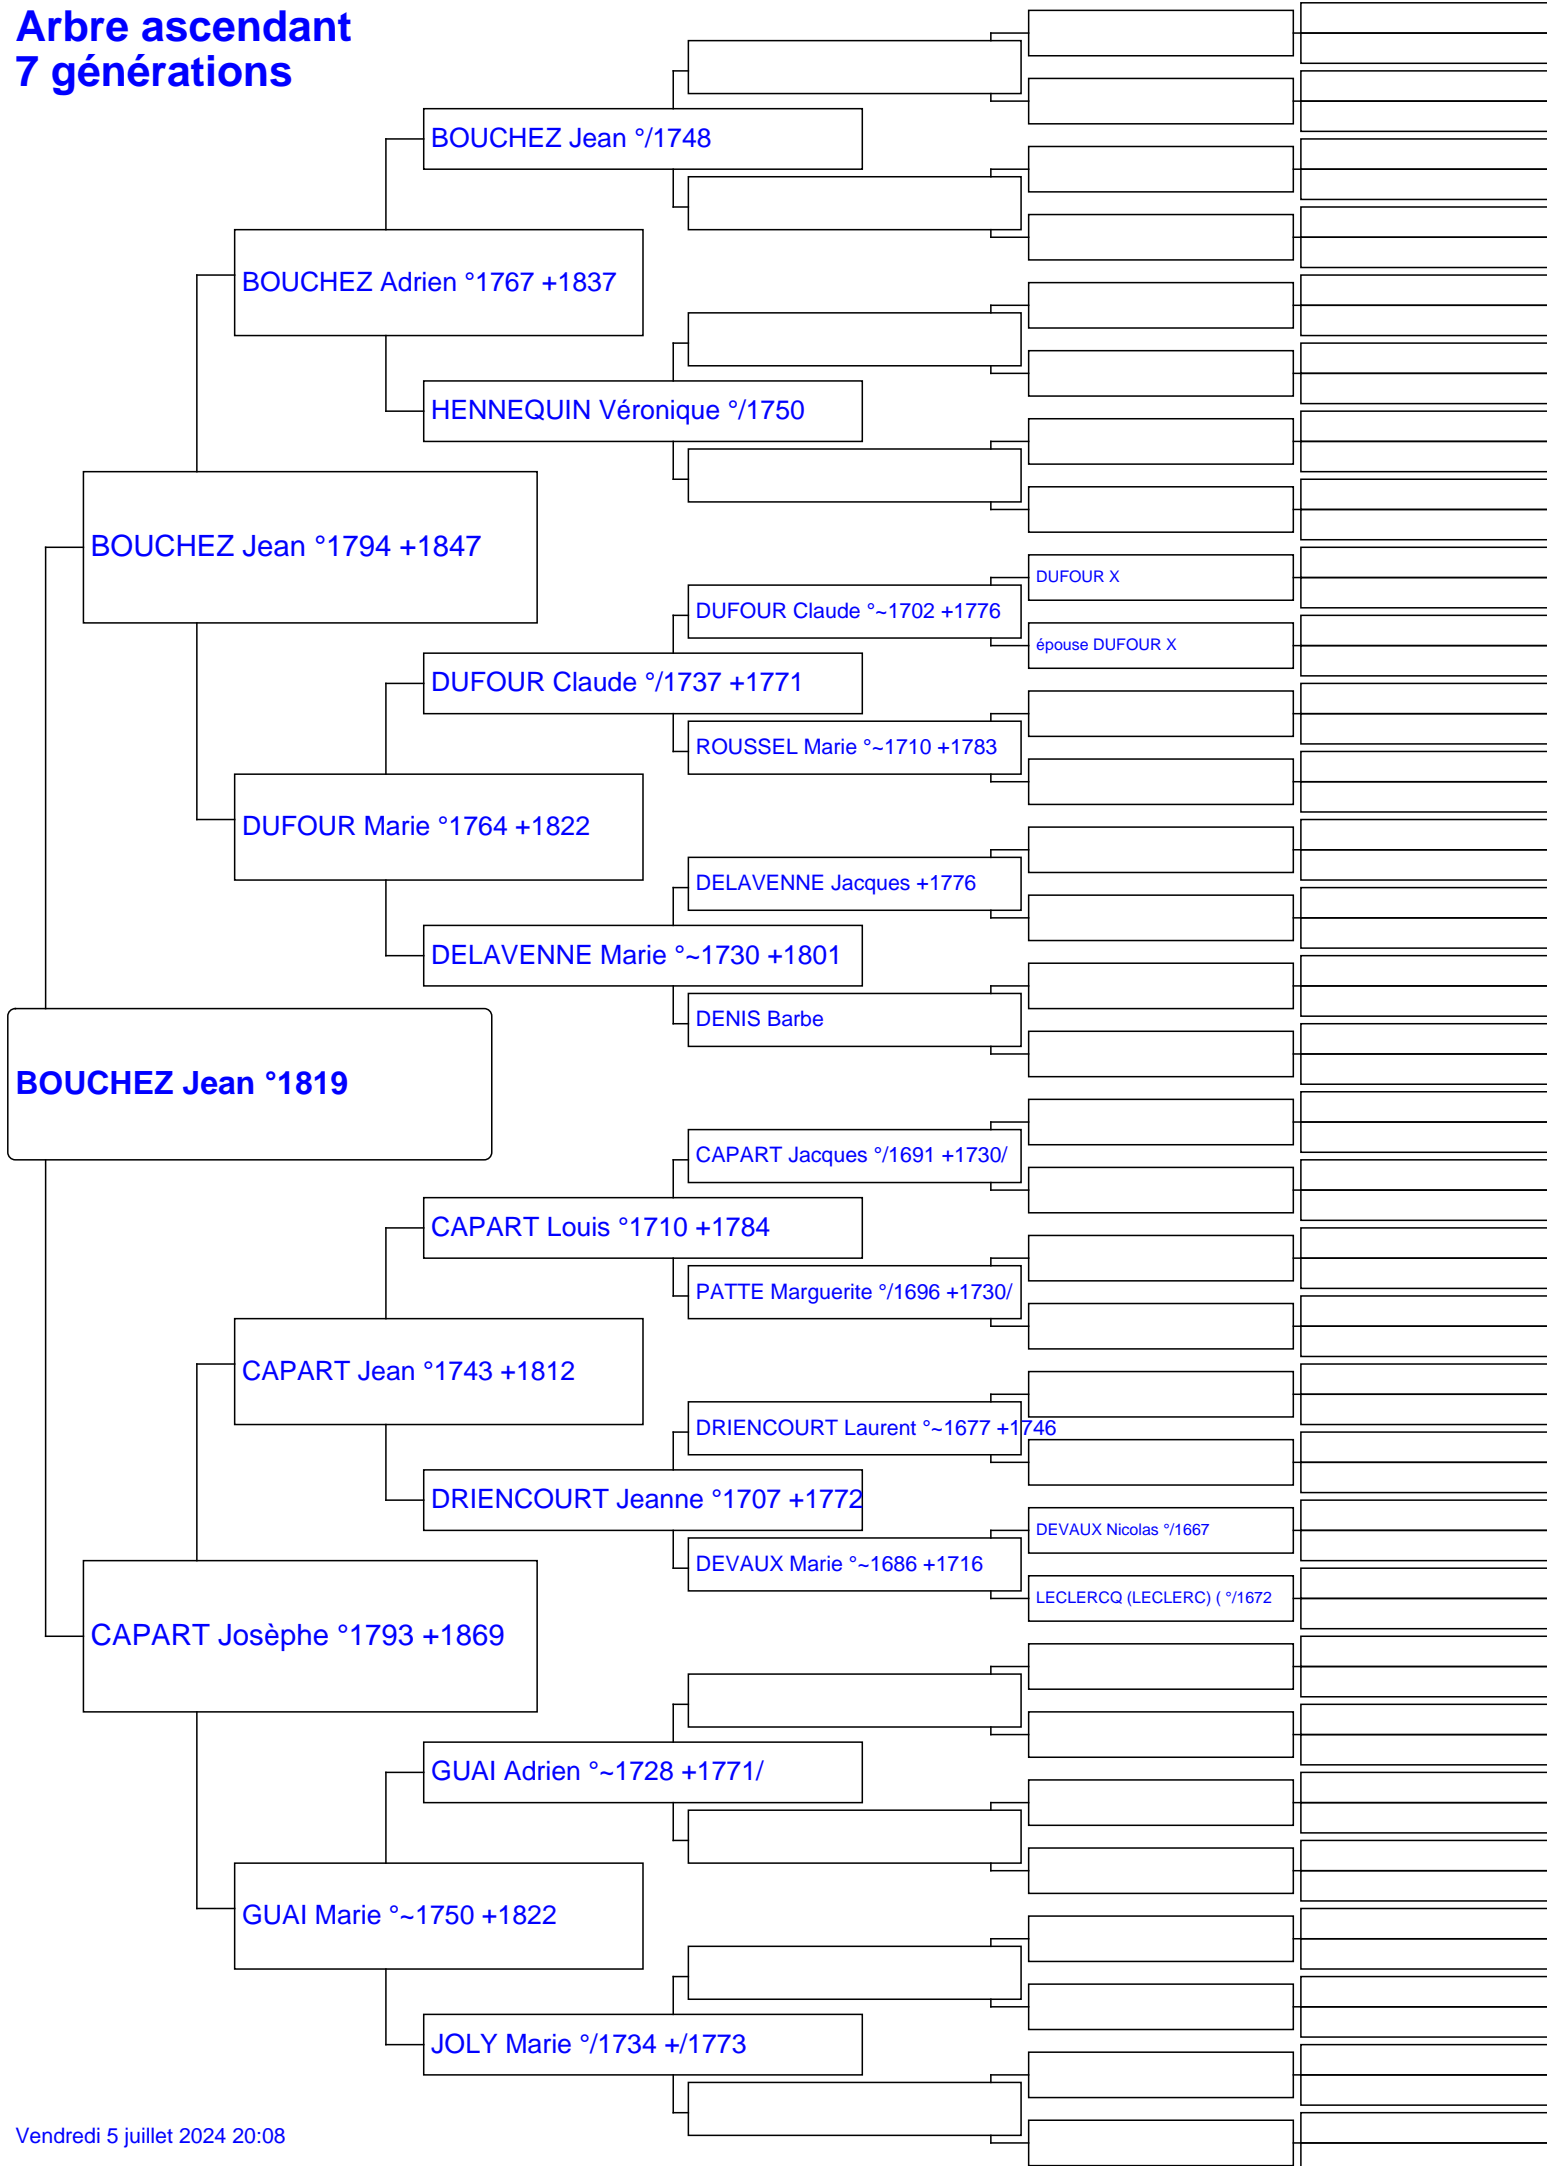 Arbre ascendant
7 générations
BOUCHEZ Jean °/1748
BOUCHEZ Adrien °1767 +1837
HENNEQUIN Véronique °/1750
BOUCHEZ Jean °1794 +1847
DUFOUR X
DUFOUR Claude °~1702 +1776
épouse DUFOUR X
DUFOUR Claude °/1737 +1771
ROUSSEL Marie °~1710 +1783
DUFOUR Marie °1764 +1822
DELAVENNE Jacques +1776
DELAVENNE Marie °~1730 +1801
DENIS Barbe
BOUCHEZ Jean °1819
CAPART Jacques °/1691 +1730/
CAPART Louis °1710 +1784
PATTE Marguerite °/1696 +1730/
CAPART Jean °1743 +1812
DRIENCOURT Laurent °~1677 +1746
DRIENCOURT Jeanne °1707 +1772
DEVAUX Nicolas °/1667
DEVAUX Marie °~1686 +1716
LECLERCQ (LECLERC) ( °/1672
CAPART Josèphe °1793 +1869
GUAI Adrien °~1728 +1771/
GUAI Marie °~1750 +1822
JOLY Marie °/1734 +/1773
Vendredi 5 juillet 2024 20:08